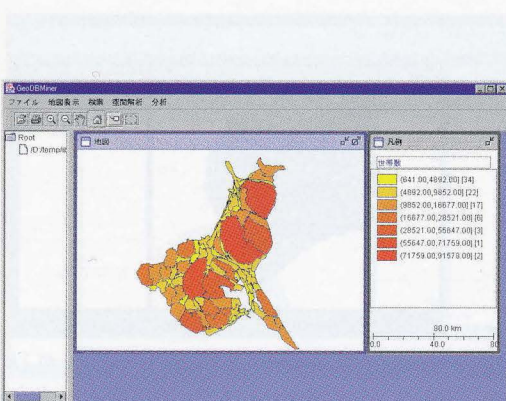 GeoDBMiner
ファイル 地図表示 検索 空間解析 分析
Root
地図
凡例
世帯数
(641.00,4892.00] [34]
(4892.00,9852.00] [22]
(9852.00,16677.00] [17]
(16677.00,28521.00] [6]
(28521.00,55647.00] [3]
(55647.00,71759.00] [1]
(71759.00,91570.00] [2]
80.0 km
0.0 40.0 80